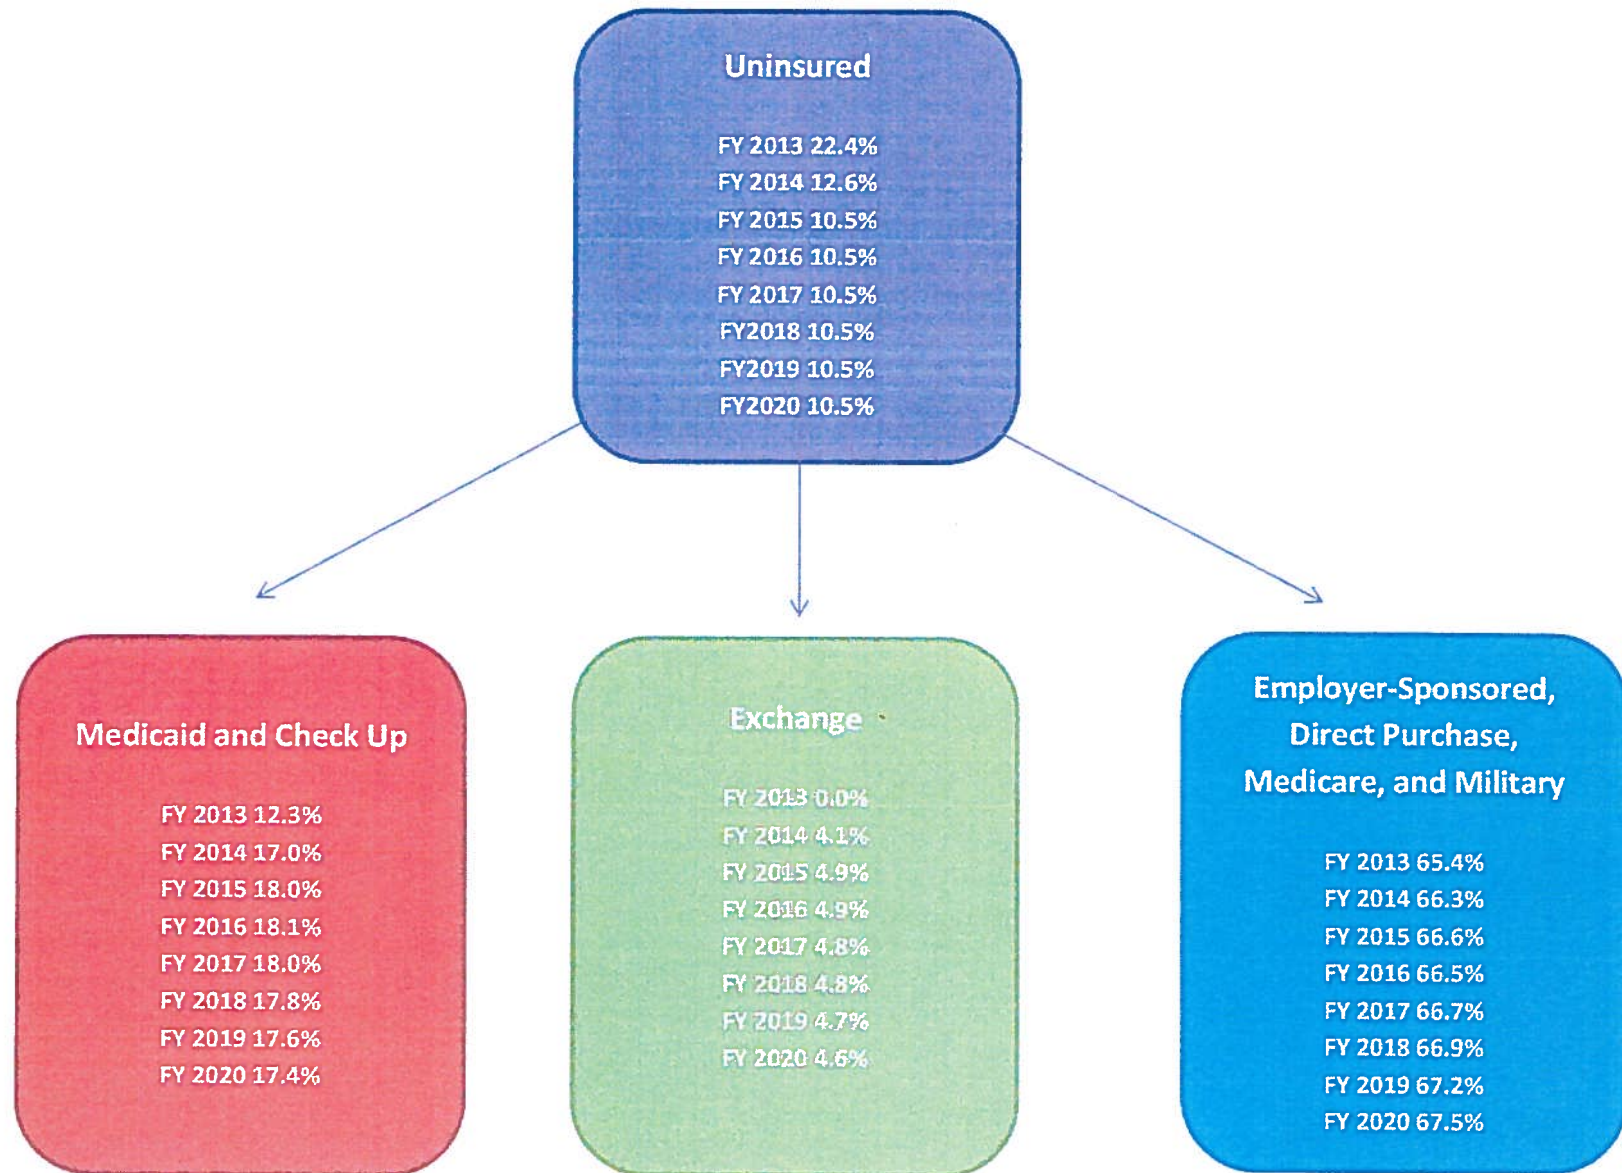 Uninsured
FY 2013 22.4%
FY 2014 12.6%
FY 2015 10.5%
FY 2016 10.5%
FY 2017 10.5%
FY2018 10.5%
FY2019 10.5%
FY2020 10.5%
Medicaid and Check Up
FY 2013 12.3%
FY 2014 17.0%
FY 2015 18.0%
FY 2016 18.1%
FY 2017 18.0%
FY 2018 17.8%
FY 2019 17.6%
FY 2020 17.4%
Exchange
FY 2013 0.0%
FY 2014 4.1%
FY 2015 4.9%
FY 2016 4.9%
FY 2017 4.8%
FY 2018 4.8%
FY 2019 4.7%
FY 2020 4.6%
Employer-Sponsored,
Direct Purchase,
Medicare, and Military
FY 2013 65.4%
FY 2014 66.3%
FY 2015 66.6%
FY 2016 66.5%
FY 2017 66.7%
FY 2018 66.9%
FY 2019 67.2%
FY 2020 67.5%